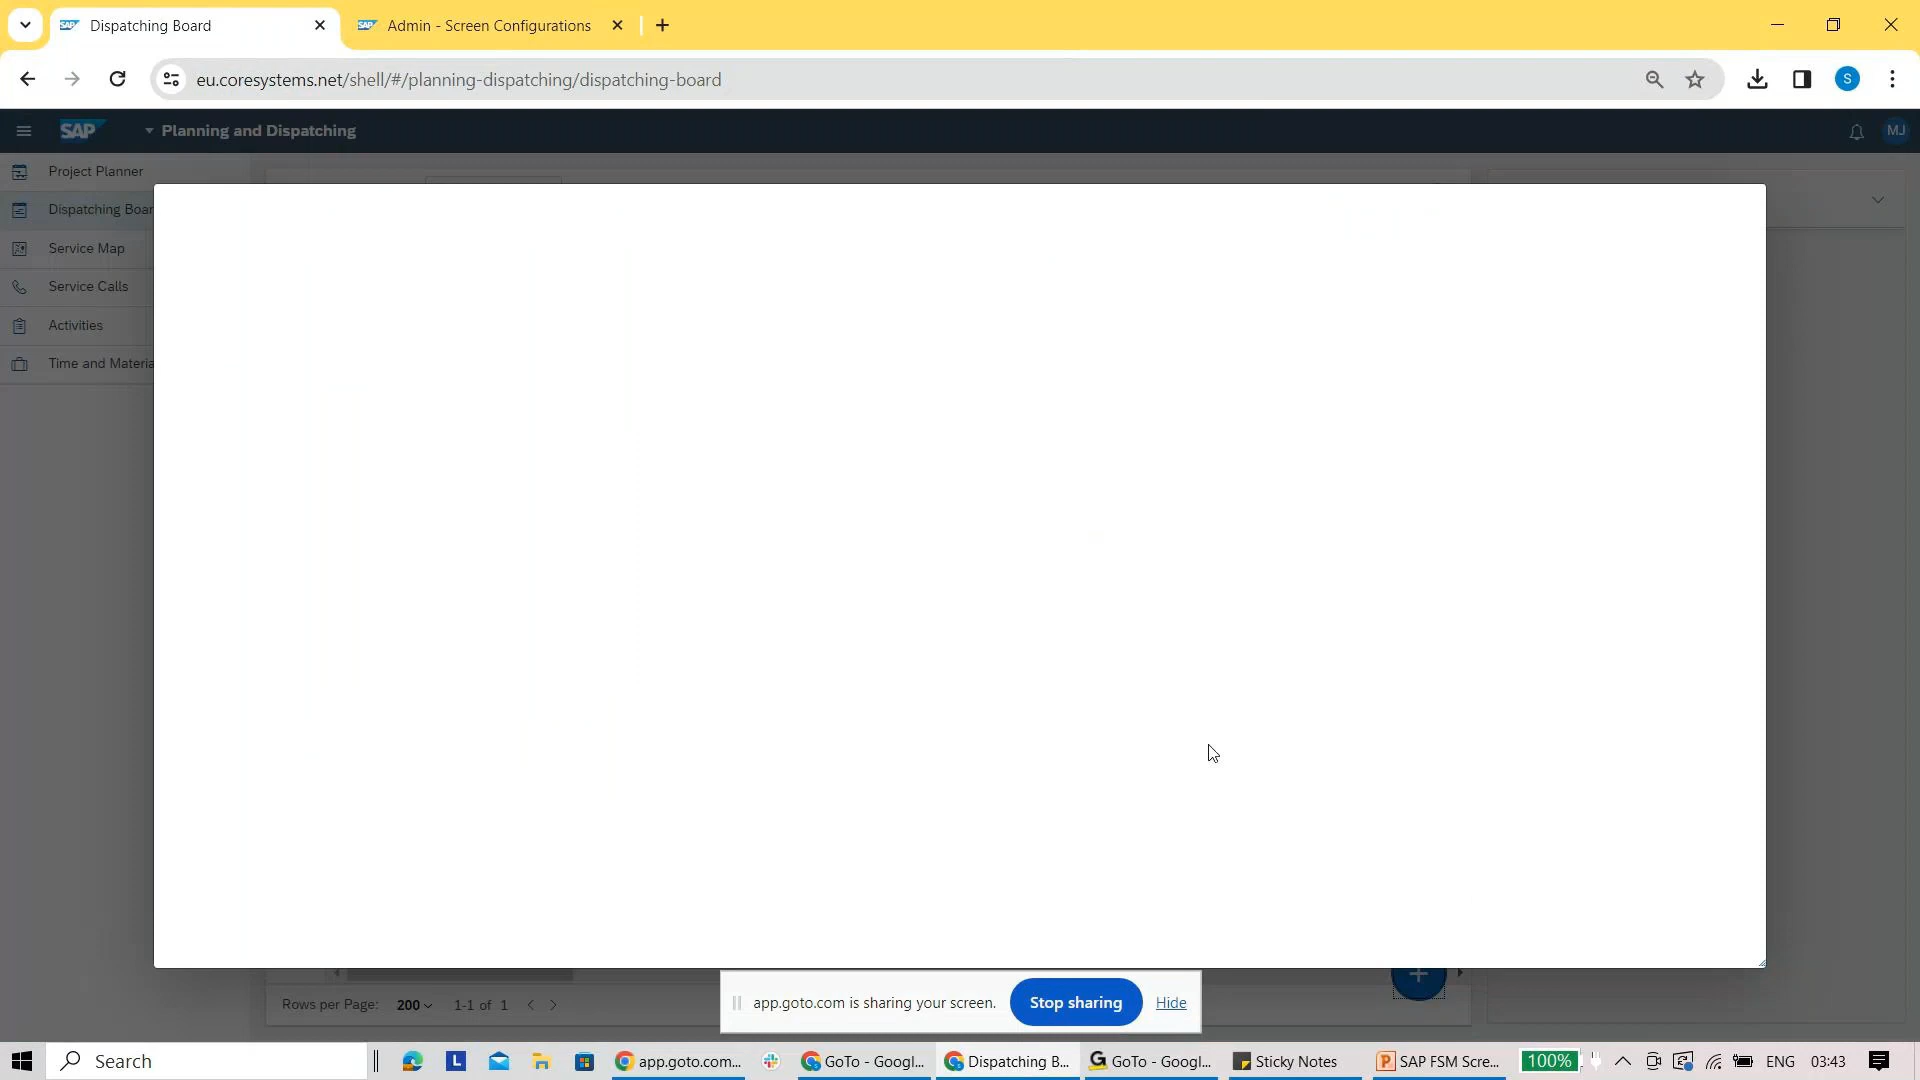 Dispatching Board
Admin - Screen Configurations
eu.coresystems.net/shell/#/planning-dispatching/dispatching-board
S
SAP
Planning and Dispatching
MJ
Project Planner
Dispatching Boar
Service Map
Service Calls
Activities
Time and Materia
Rows per Page: 200 1-1 of 1
app.goto.com is sharing your screen.
Stop sharing
Hide
Search
app.goto.com...
GoTo - Googl...
Dispatching B...
GoTo - Googl...
Sticky Notes
SAP FSM Scre...
100%
ENG
03:43